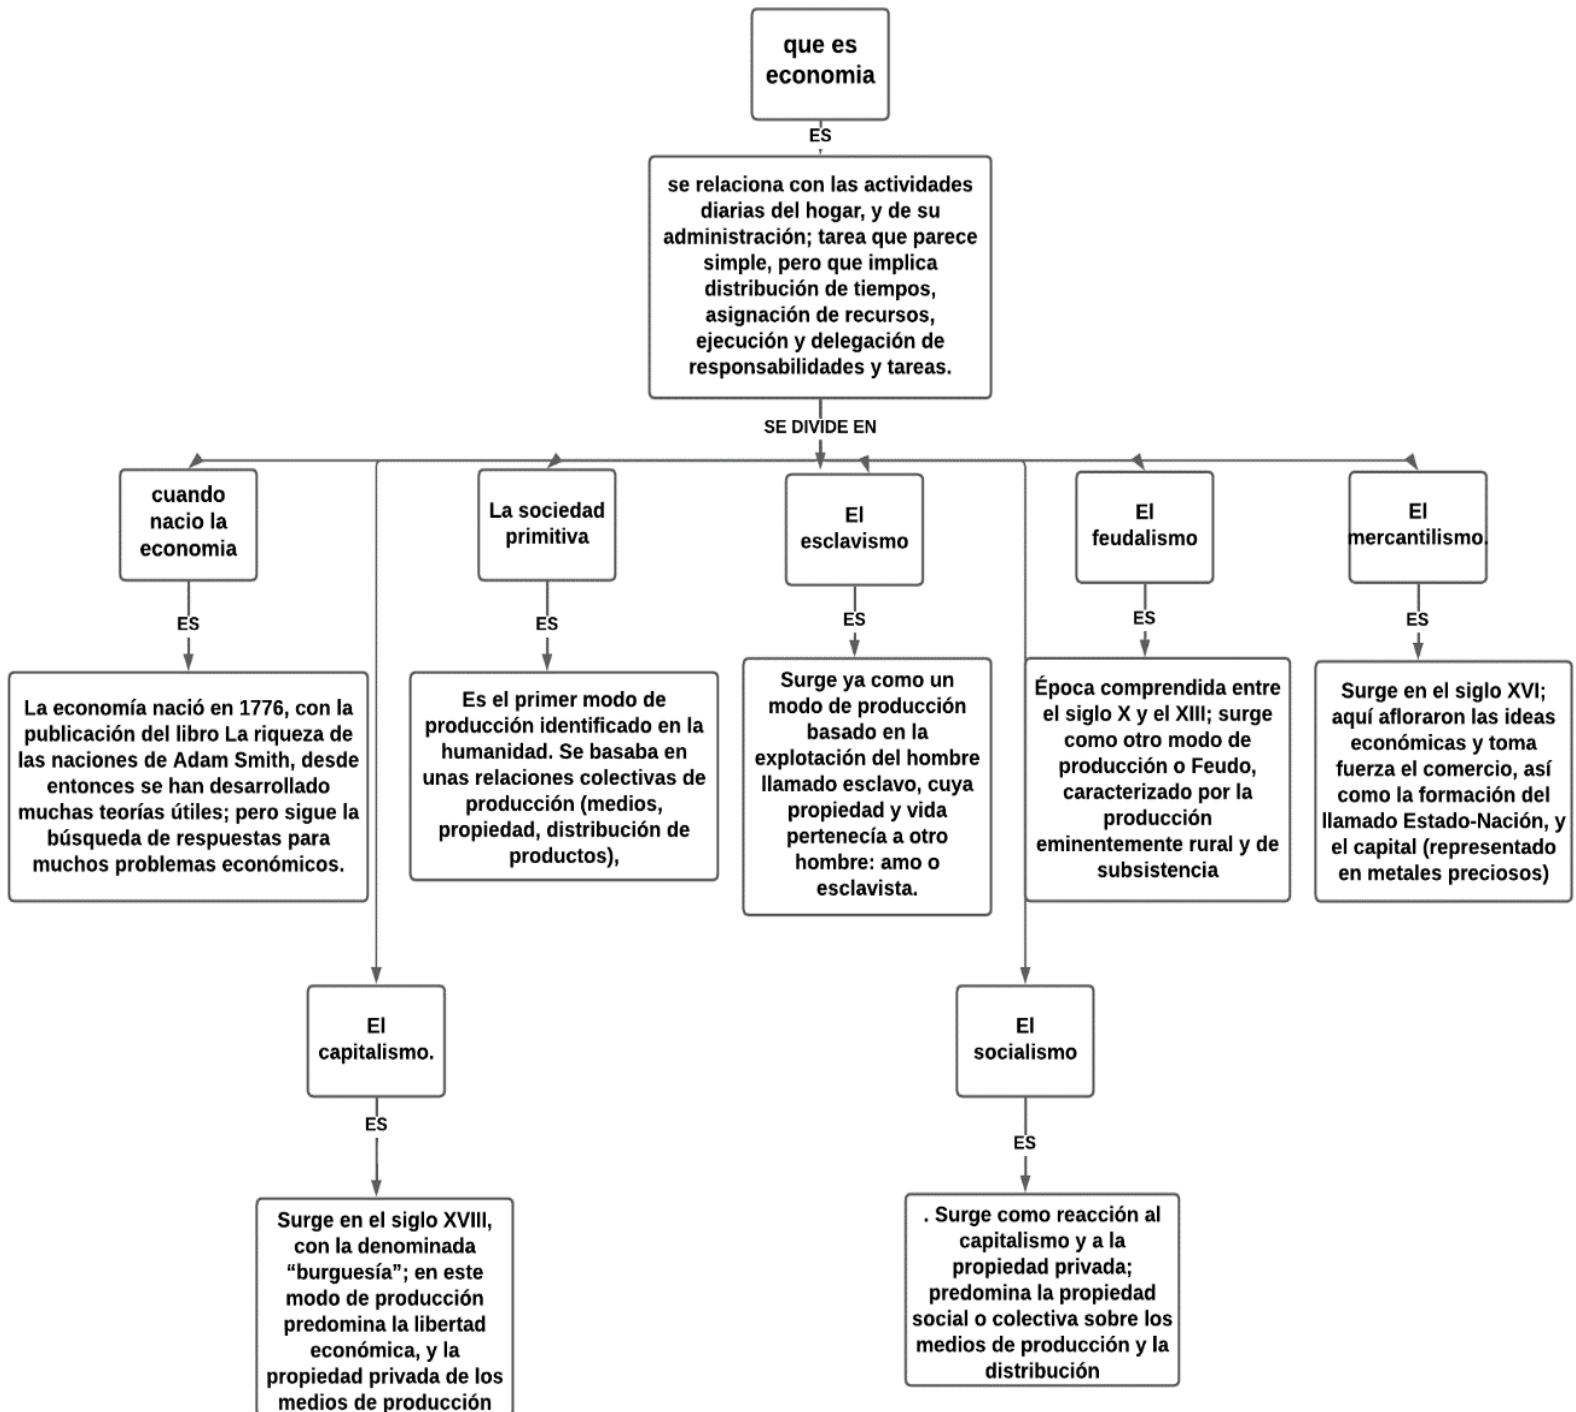 que es
economia
ES
se relaciona con las actividades
diarias del hogar, y de su
administración; tarea que parece
simple, pero que implica
distribución de tiempos,
asignación de recursos,
ejecución y delegación de
responsabilidades y tareas.
SE DIVIDE EN
cuando
nacio la
economia
ES
La economía nació en 1776, con la
publicación del libro La riqueza de
las naciones de Adam Smith, desde
entonces se han desarrollado
muchas teorías útiles; pero sigue la
búsqueda de respuestas para
muchos problemas económicos.
La sociedad
primitiva
ES
Es el primer modo de
producción identificado en la
humanidad. Se basaba en
unas relaciones colectivas de
producción (medios,
propiedad, distribución de
productos),
El
esclavismo
ES
Surge ya como un
modo de producción
basado en la
explotación del hombre
llamado esclavo, cuya
propiedad y vida
pertenecía a otro
hombre: amo o
esclavista.
El
feudalismo
ES
Época comprendida entre
el siglo X y el XIII; surge
como otro modo de
producción o Feudo,
caracterizado por la
producción
eminentemente rural y de
subsistencia
El
mercantilismo.
ES
Surge en el siglo XVI;
aquí afloraron las ideas
económicas y toma
fuerza el comercio, así
como la formación del
llamado Estado-Nación, y
el capital (representado
en metales preciosos)
El
capitalismo.
ES
Surge en el siglo XVIII,
con la denominada
“burguesía”; en este
modo de producción
predomina la libertad
económica, y la
propiedad privada de los
medios de producción
El
socialismo
ES
. Surge como reacción al
capitalismo y a la
propiedad privada;
predomina la propiedad
social o colectiva sobre los
medios de producción y la
distribución